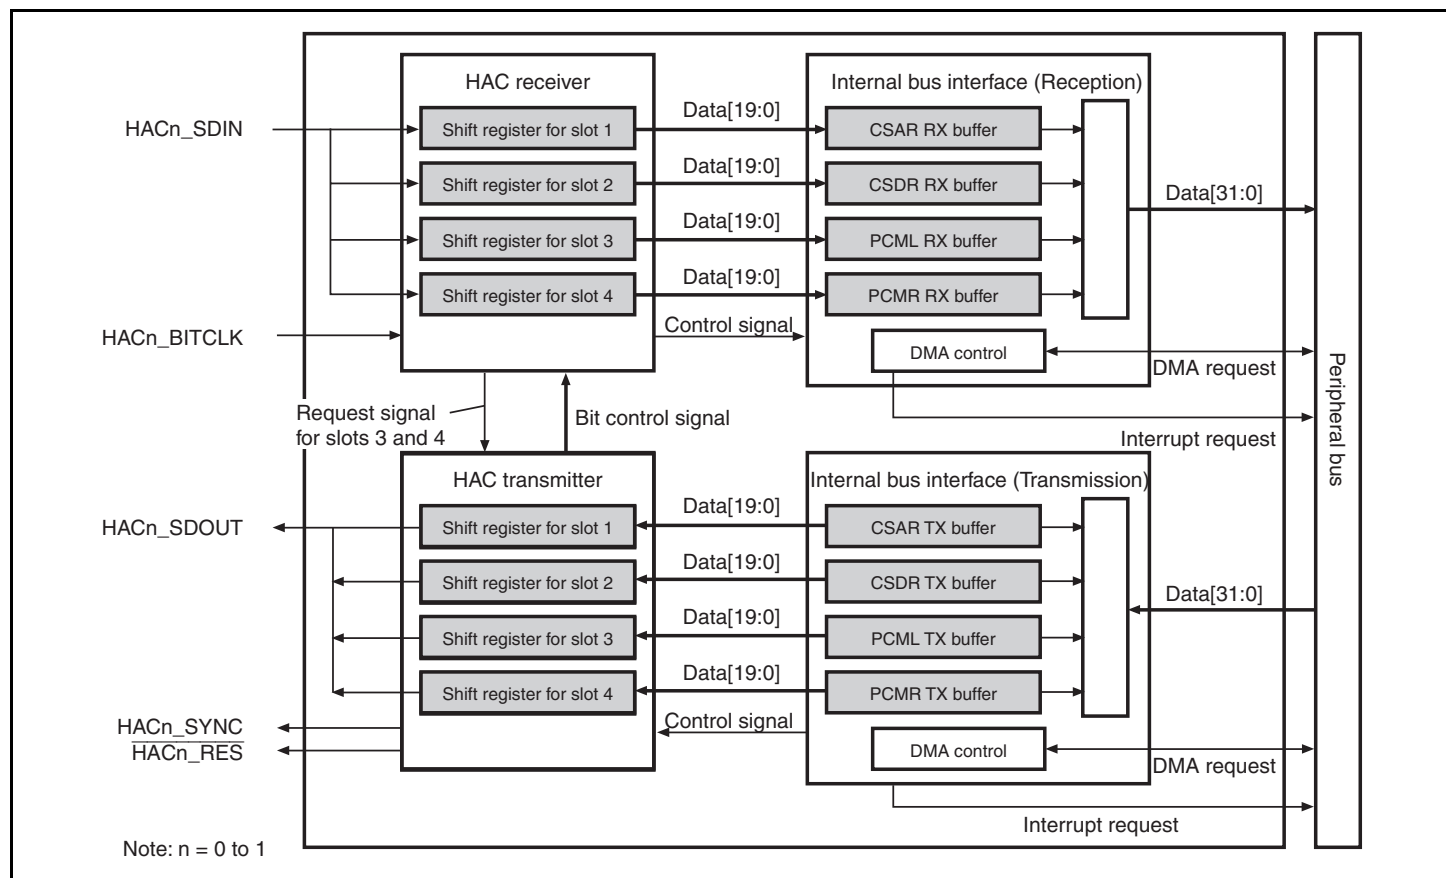 HAC receiver
Internal bus interface (Reception)
HACn_SDIN
Shift register for slot 1
Data[19:0]
CSAR RX buffer
Shift register for slot 2
Data[19:0]
CSDR RX buffer
Data[31:0]
Shift register for slot 3
Data[19:0]
PCML RX buffer
Shift register for slot 4
Data[19:0]
PCMR RX buffer
HACn_BITCLK
Control signal
DMA control
DMA request
Request signal
for slots 3 and 4
Bit control signal
Interrupt request
Peripheral bus
HAC transmitter
Internal bus interface (Transmission)
HACn_SDOUT
Shift register for slot 1
Data[19:0]
CSAR TX buffer
Shift register for slot 2
Data[19:0]
CSDR TX buffer
Data[31:0]
Shift register for slot 3
Data[19:0]
PCML TX buffer
Shift register for slot 4
Data[19:0]
PCMR TX buffer
HACn_SYNC
HACn_RES
Control signal
DMA control
DMA request
Interrupt request
Note: n = 0 to 1